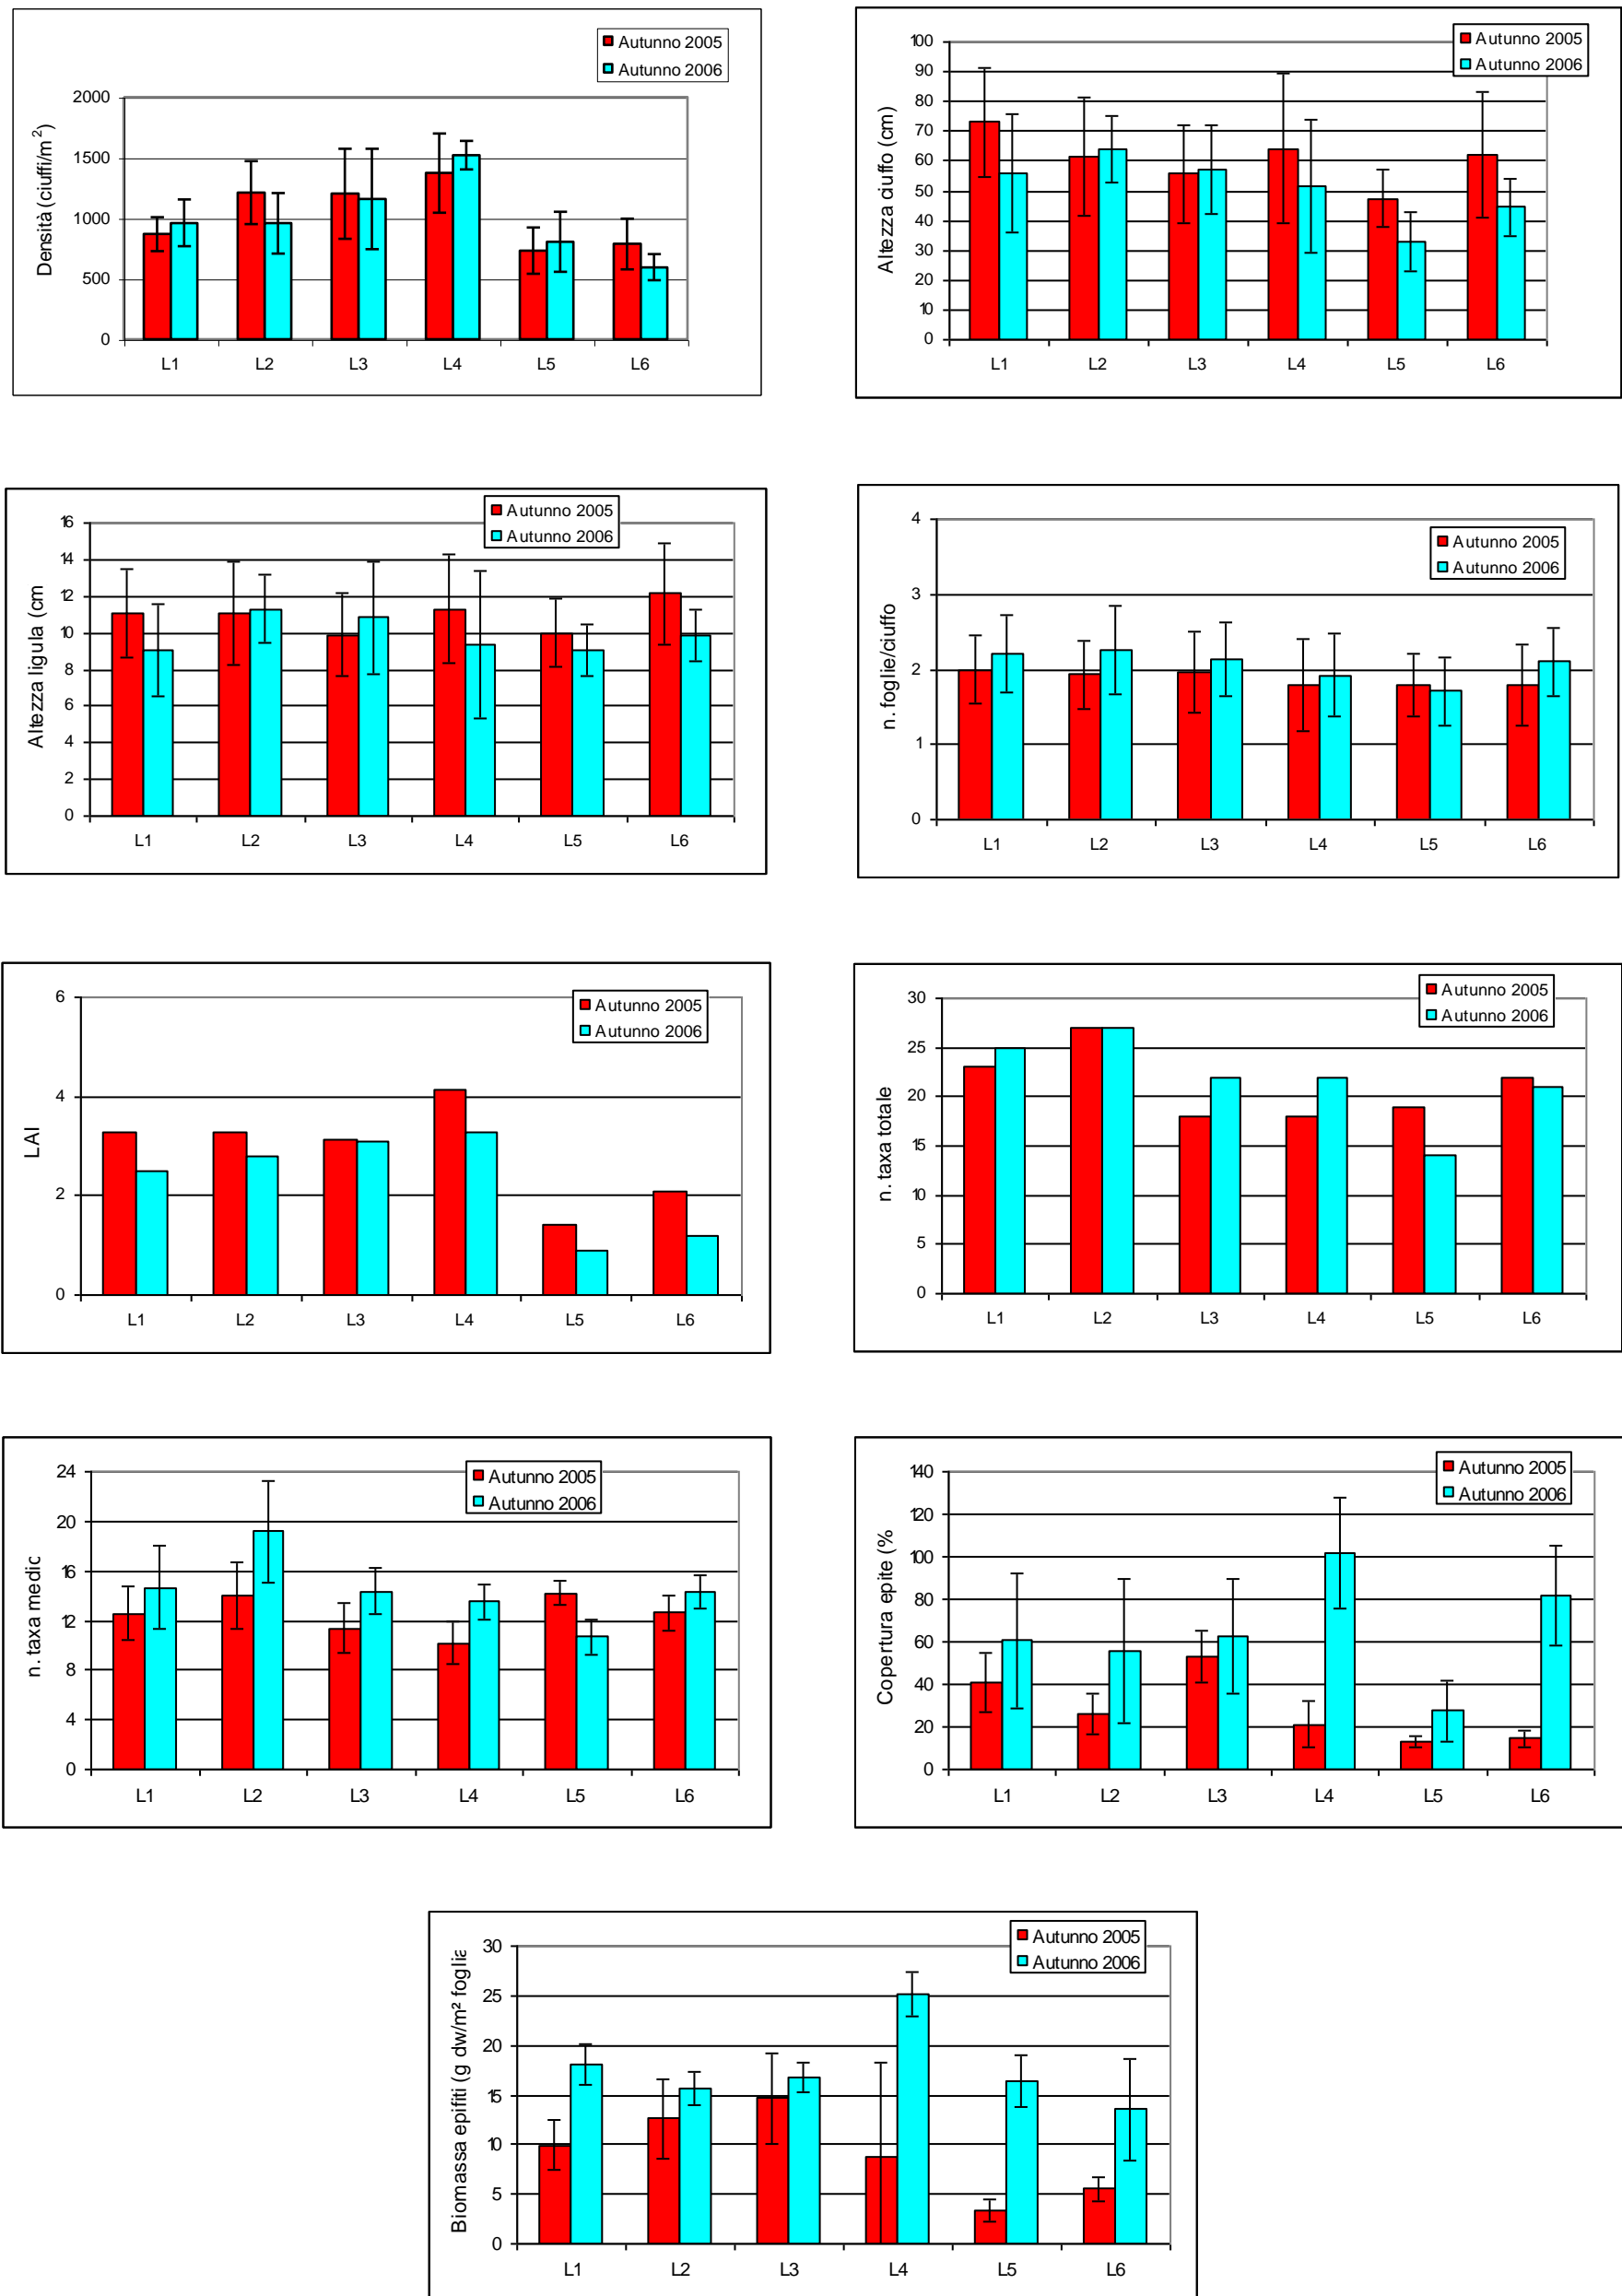 Autunno 2005
Autunno 2006
Densità (ciuffi/m²)
2000
1500
1000
500
0
L1 L2 L3 L4 L5 L6
Autunno 2005
Autunno 2006
Altezza ciuffo (cm)
100
90
80
70
60
50
40
30
20
10
0
L1 L2 L3 L4 L5 L6
Autunno 2005
Autunno 2006
Altezza ligula (cm
16
14
12
10
8
6
4
2
0
L1 L2 L3 L4 L5 L6
Autunno 2005
Autunno 2006
n. foglie/ciuffo
4
3
2
1
0
L1 L2 L3 L4 L5 L6
Autunno 2005
Autunno 2006
LAI
6
4
2
0
L1 L2 L3 L4 L5 L6
Autunno 2005
Autunno 2006
n. taxa totale
30
25
20
15
10
5
0
L1 L2 L3 L4 L5 L6
Autunno 2005
Autunno 2006
n. taxa medic
24
20
16
12
8
4
0
L1 L2 L3 L4 L5 L6
Autunno 2005
Autunno 2006
Copertura epite (%
140
120
100
80
60
40
20
0
L1 L2 L3 L4 L5 L6
Autunno 2005
Autunno 2006
Biomassa epifiti (g dw/m² foglia
30
25
20
15
10
5
0
L1 L2 L3 L4 L5 L6